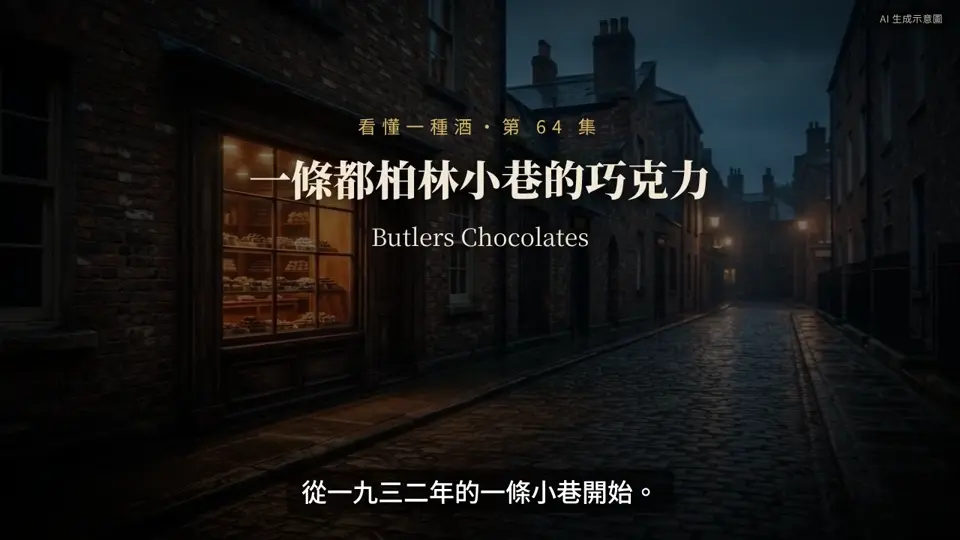 AI 生成示意圖
看懂一種酒・第 64 集
一條都柏林小巷的巧克力
Butlers Chocolates
從一九三二年的一條小巷開始。